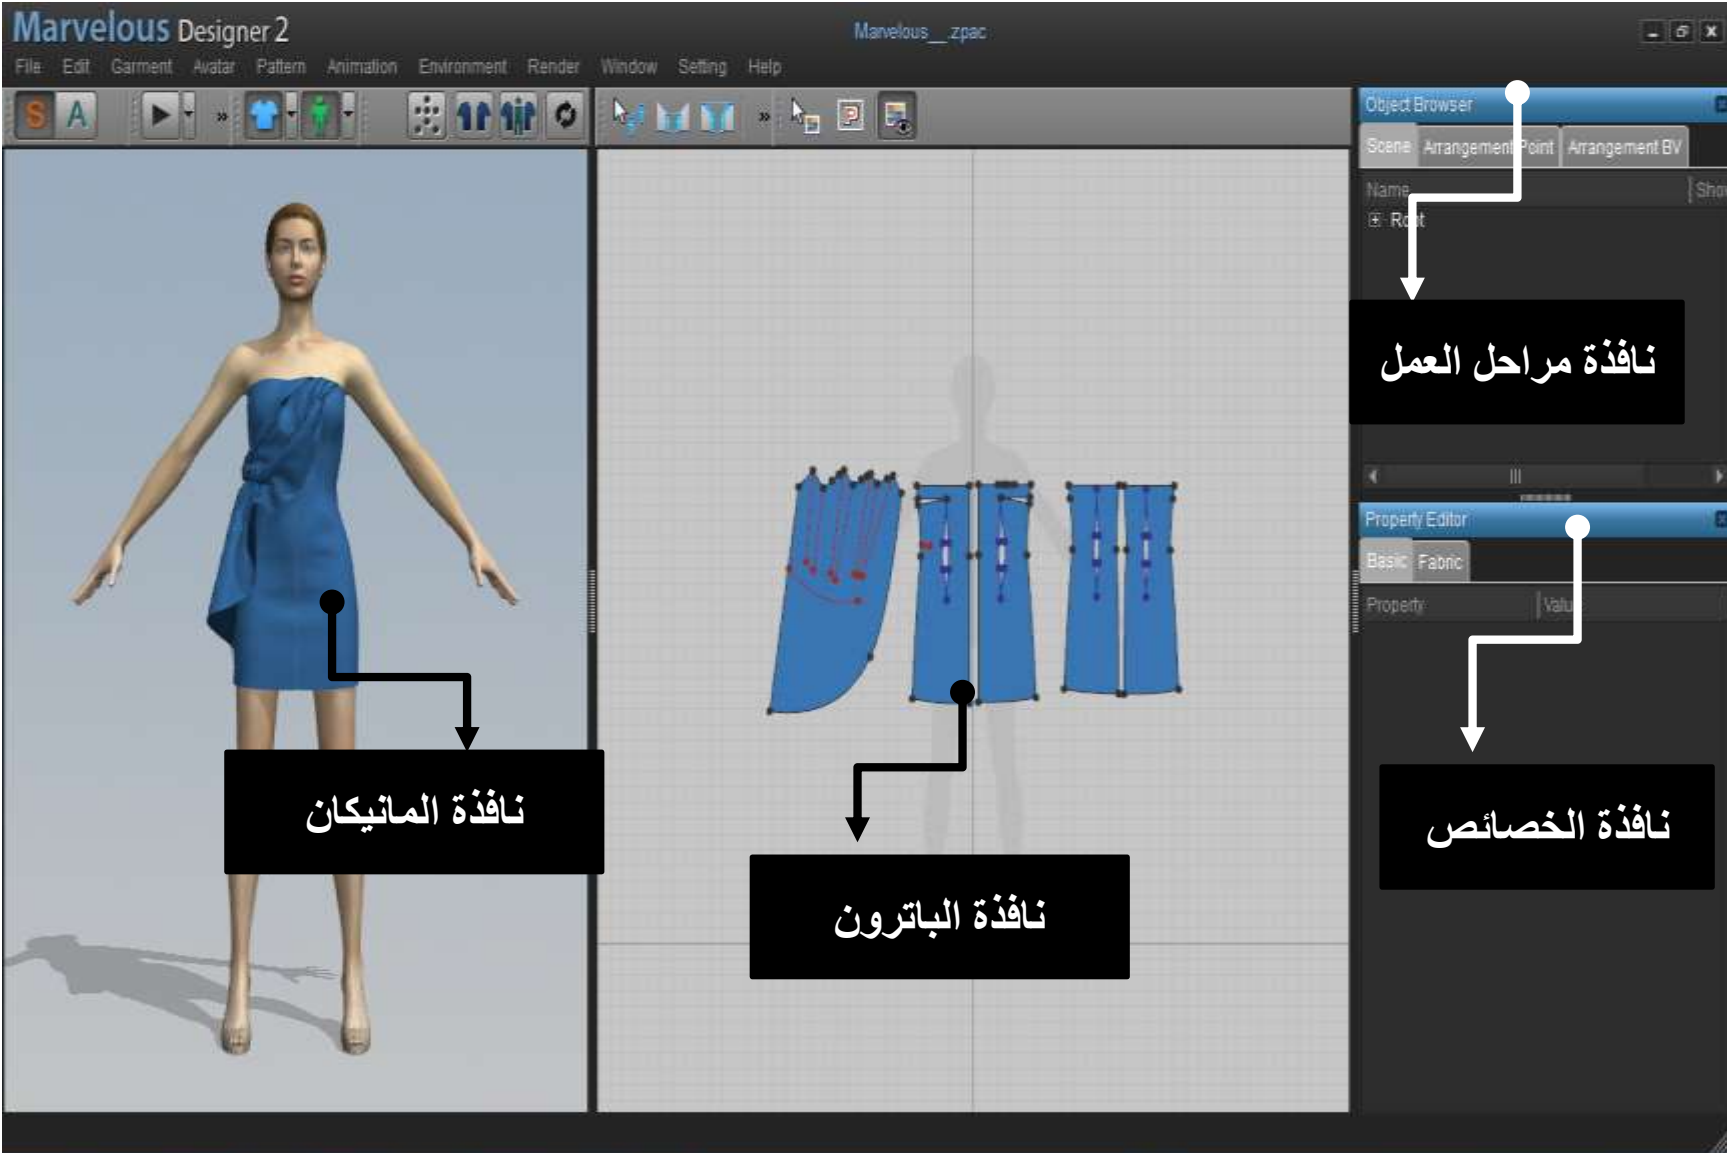 Marvelous Designer 2
Marvelous__.zpac
File Edit Garment Avatar Pattern Animation Environment Render Window Setting Help
S A
Object Browser
Scene Arrangement Point Arrangement BV
Name
Root
نافذة مراحل العمل
Property Editor
Basic Fabric
Property
نافذة المانيكان
نافذة الخصائص
نافذة الباترون